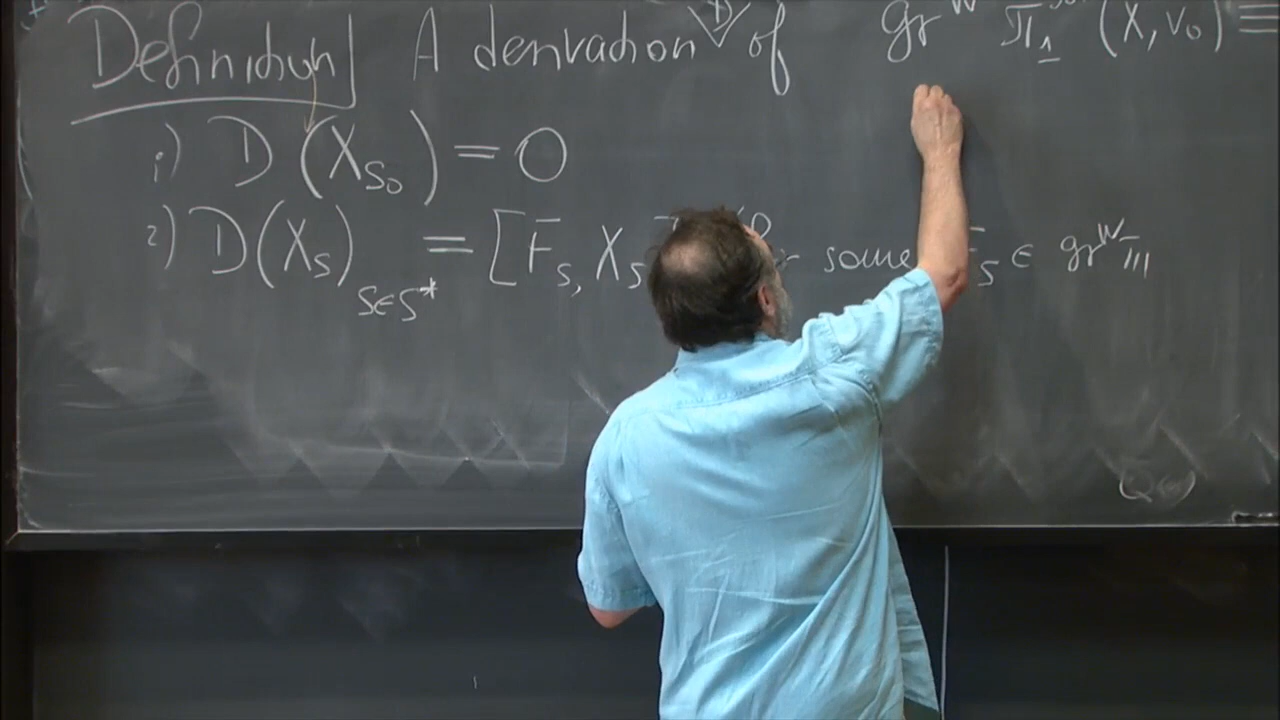 Definition A derivation D of gr^W π_1 (X, v_0) ≡
i) D (X_{S_0}) = 0
2) D(X_S)_{S∈S*} = [F_S, X_S some F_S ∈ gr^W π_1